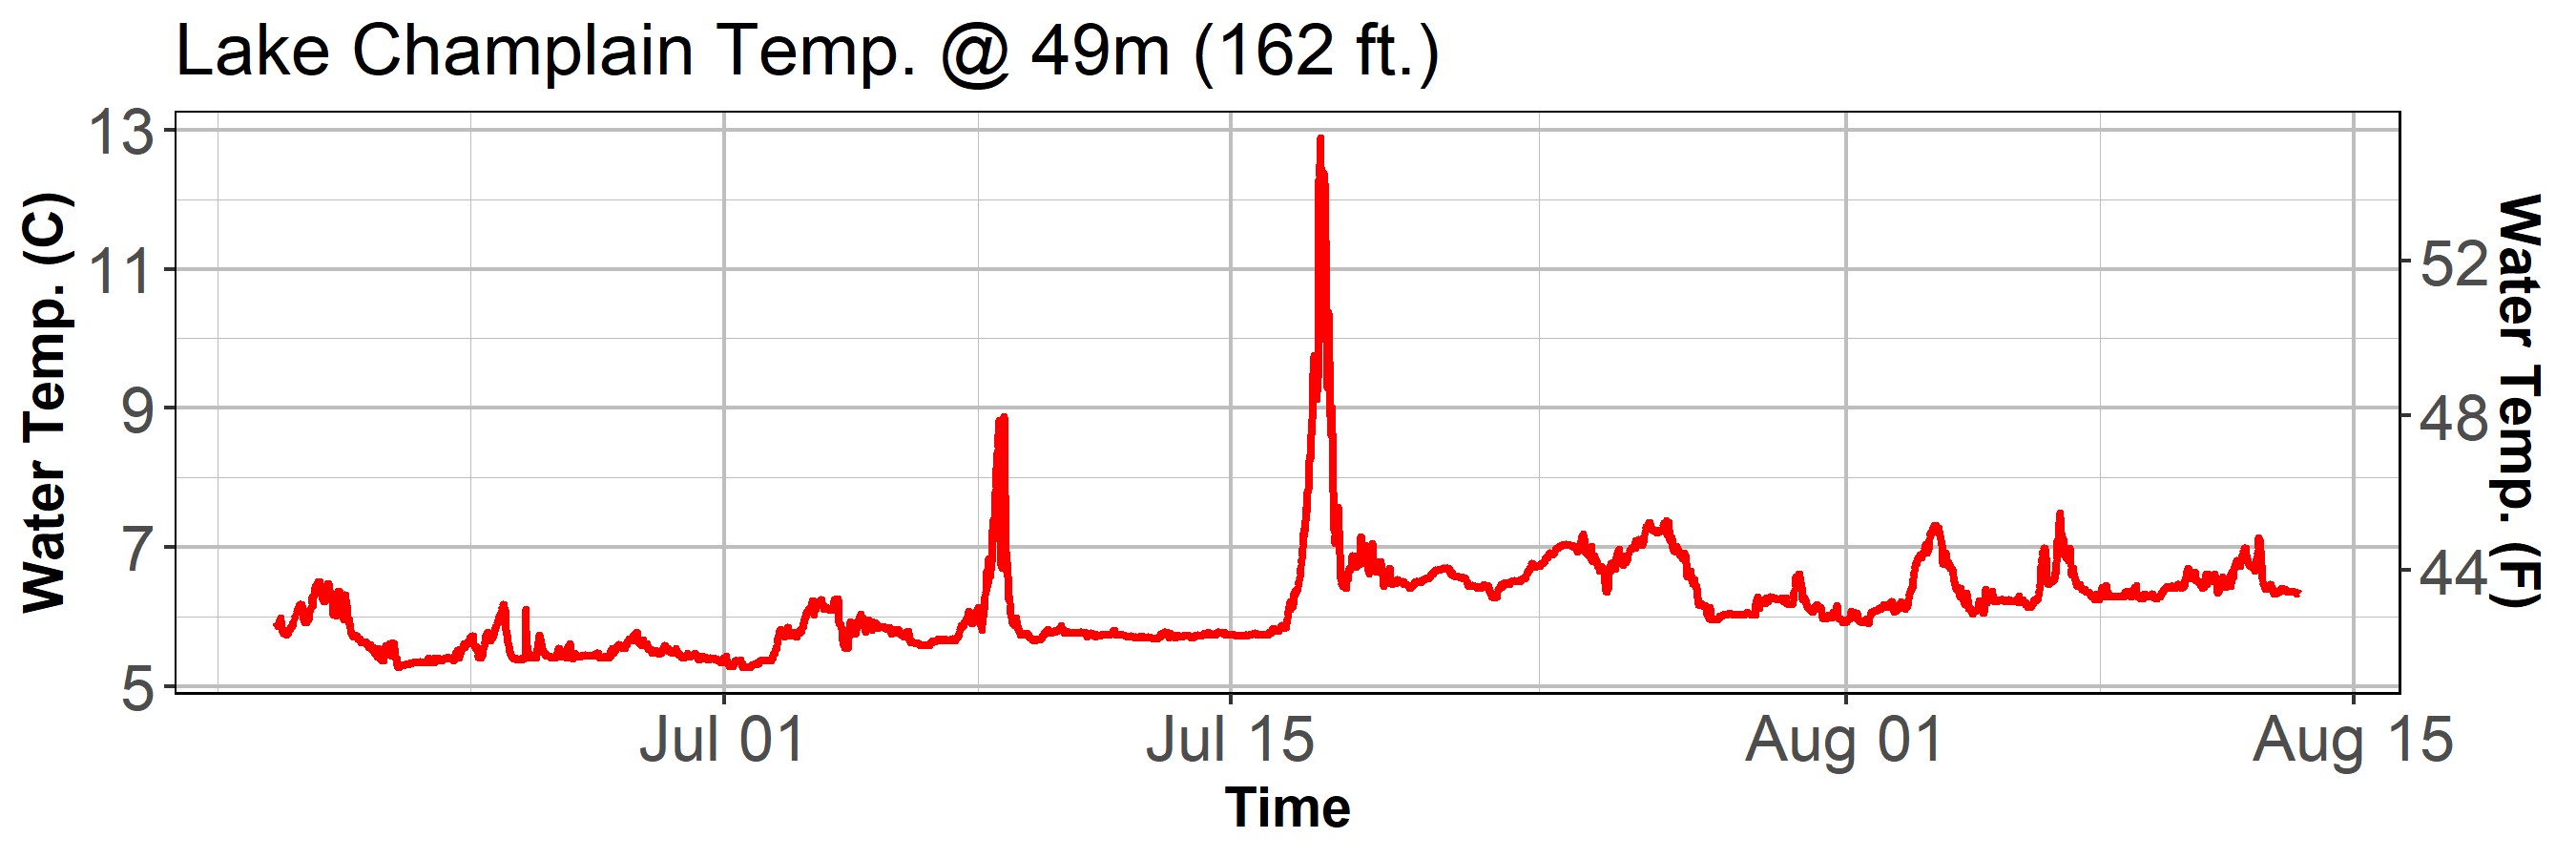 Lake Champlain Temp. @ 49m (162 ft.)
Water Temp. (C)
13
11
9
7
5
52
48
44
Water Temp. (F)
Jul 01 Jul 15 Aug 01 Aug 15
Time